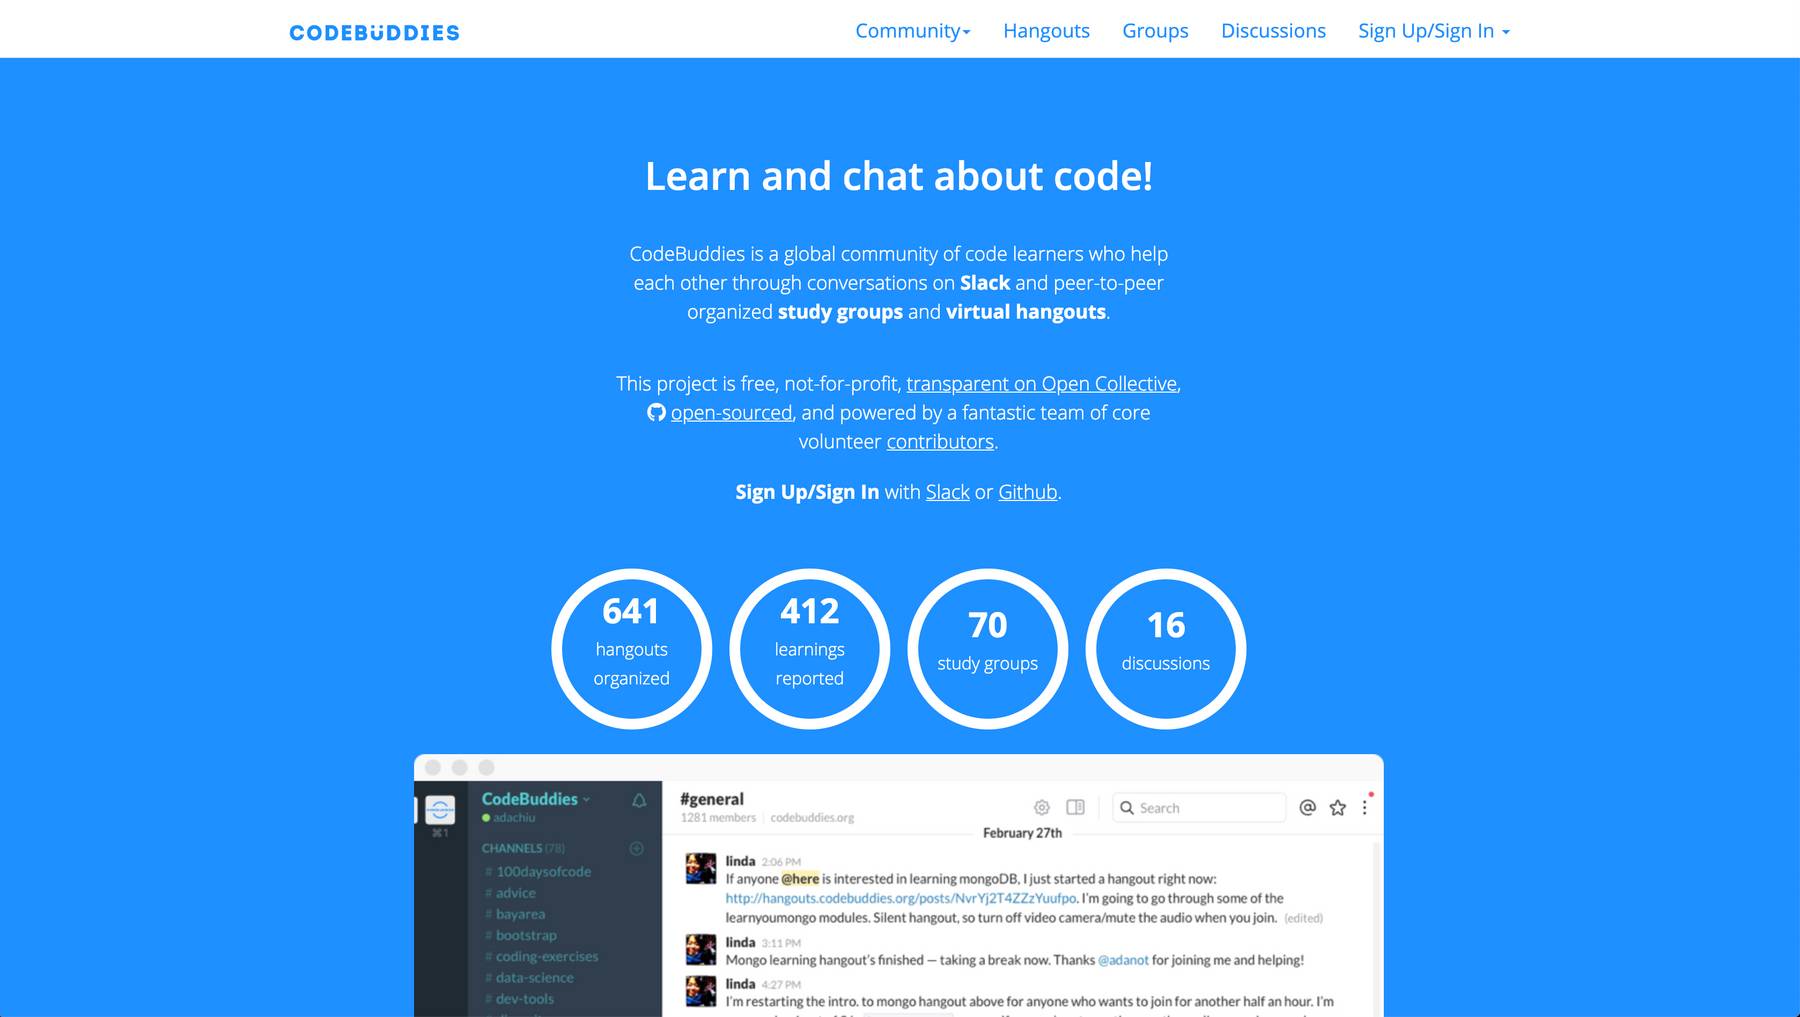 CODEBÜDDIES
Community
Hangouts
Groups
Discussions
Sign Up/Sign In
Learn and chat about code!
CodeBuddies is a global community of code learners who help
each other through conversations on Slack and peer-to-peer
organized study groups and virtual hangouts.
This project is free, not-for-profit, transparent on Open Collective,
open-sourced, and powered by a fantastic team of core
volunteer contributors.
Sign Up/Sign In with Slack or Github.
641
hangouts
organized
412
learnings
reported
70
study groups
16
discussions
⌘1
CodeBuddies
adachiu
CHANNELS (78)
# 100daysofcode
# advice
# bayarea
# bootstrap
# coding-exercises
# data-science
# dev-tools
#general
1281 members | codebuddies.org
Search
February 27th
linda 2:06 PM
If anyone @here is interested in learning mongoDB, I just started a hangout right now:
http://hangouts.codebuddies.org/posts/NvrYj2T4ZZzYuufpo. I'm going to go through some of the
learnyoumongo modules. Silent hangout, so turn off video camera/mute the audio when you join. (edited)
linda 3:11 PM
Mongo learning hangout's finished — taking a break now. Thanks @adanot for joining me and helping!
linda 4:27 PM
I'm restarting the intro. to mongo hangout above for anyone who wants to join for another half an hour. I'm